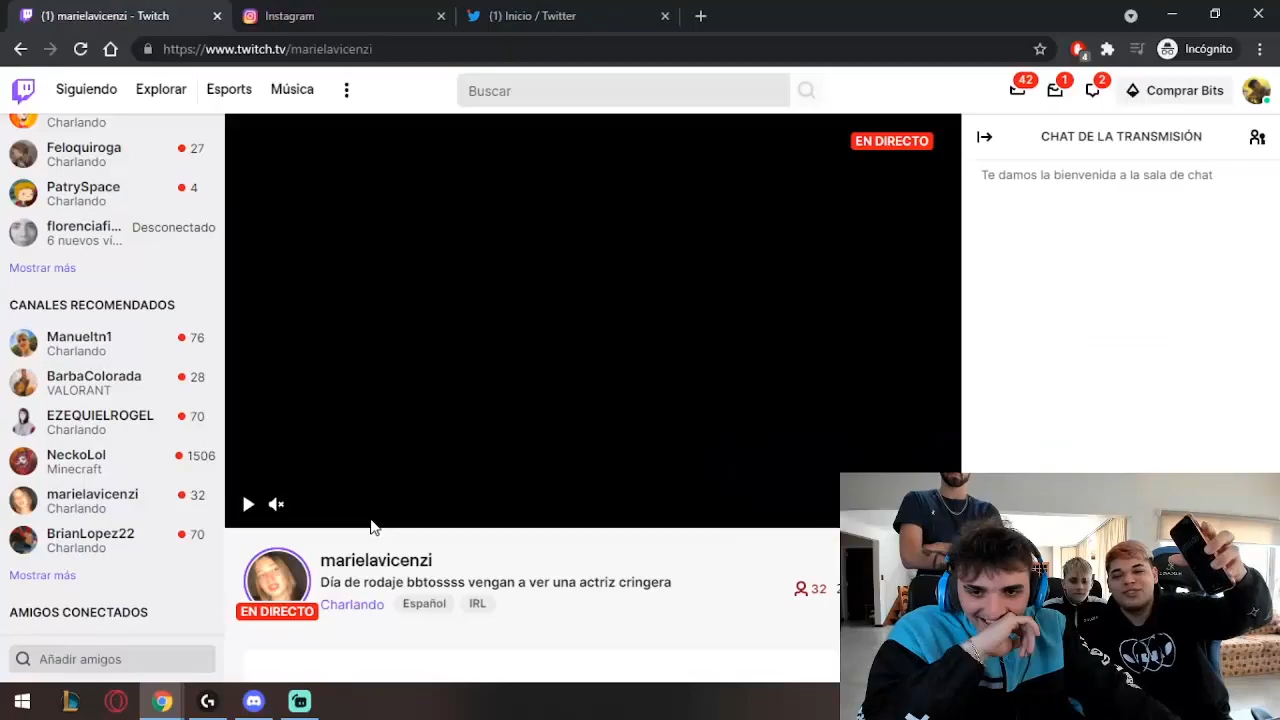 (1) marielavicenzi - Twitch
Instagram
(1) Inicio / Twitter
https://www.twitch.tv/marielavicenzi
4
Incógnito
Siguiendo
Explorar
Esports
Música
Buscar
42
1
2
Comprar Bits
Charlando
Feloquiroga
27
Charlando
PatrySpace
4
Charlando
florenciafi...
Desconectado
6 nuevos ví...
Mostrar más
CANALES RECOMENDADOS
Manueltn1
76
Charlando
BarbaColorada
28
VALORANT
EZEQUIELROGEL
70
Charlando
NeckoLol
1506
Minecraft
marielavicenzi
32
Charlando
BrianLopez22
70
Charlando
Mostrar más
AMIGOS CONECTADOS
Añadir amigos
EN DIRECTO
marielavicenzi
Día de rodaje bbtossss vengan a ver una actriz cringera
EN DIRECTO
Charlando
Español
IRL
32
CHAT DE LA TRANSMISIÓN
Te damos la bienvenida a la sala de chat